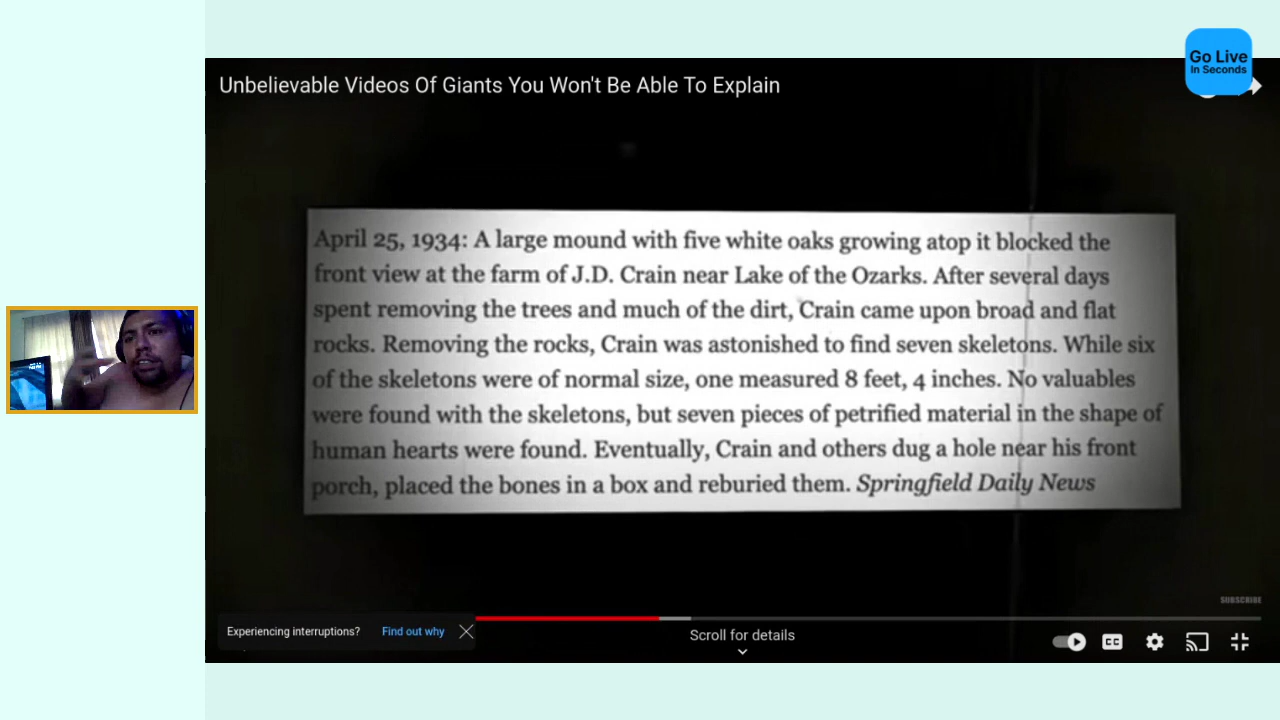 Go Live
In Seconds
Unbelievable Videos Of Giants You Won't Be Able To Explain
April 25, 1934: A large mound with five white oaks growing atop it blocked the
front view at the farm of J.D. Crain near Lake of the Ozarks. After several days
spent removing the trees and much of the dirt, Crain came upon broad and flat
rocks. Removing the rocks, Crain was astonished to find seven skeletons. While six
of the skeletons were of normal size, one measured 8 feet, 4 inches. No valuables
were found with the skeletons, but seven pieces of petrified material in the shape of
human hearts were found. Eventually, Crain and others dug a hole near his front
porch, placed the bones in a box and reburied them. Springfield Daily News
SUBSCRIBE
Experiencing interruptions? Find out why
Scroll for details
CC